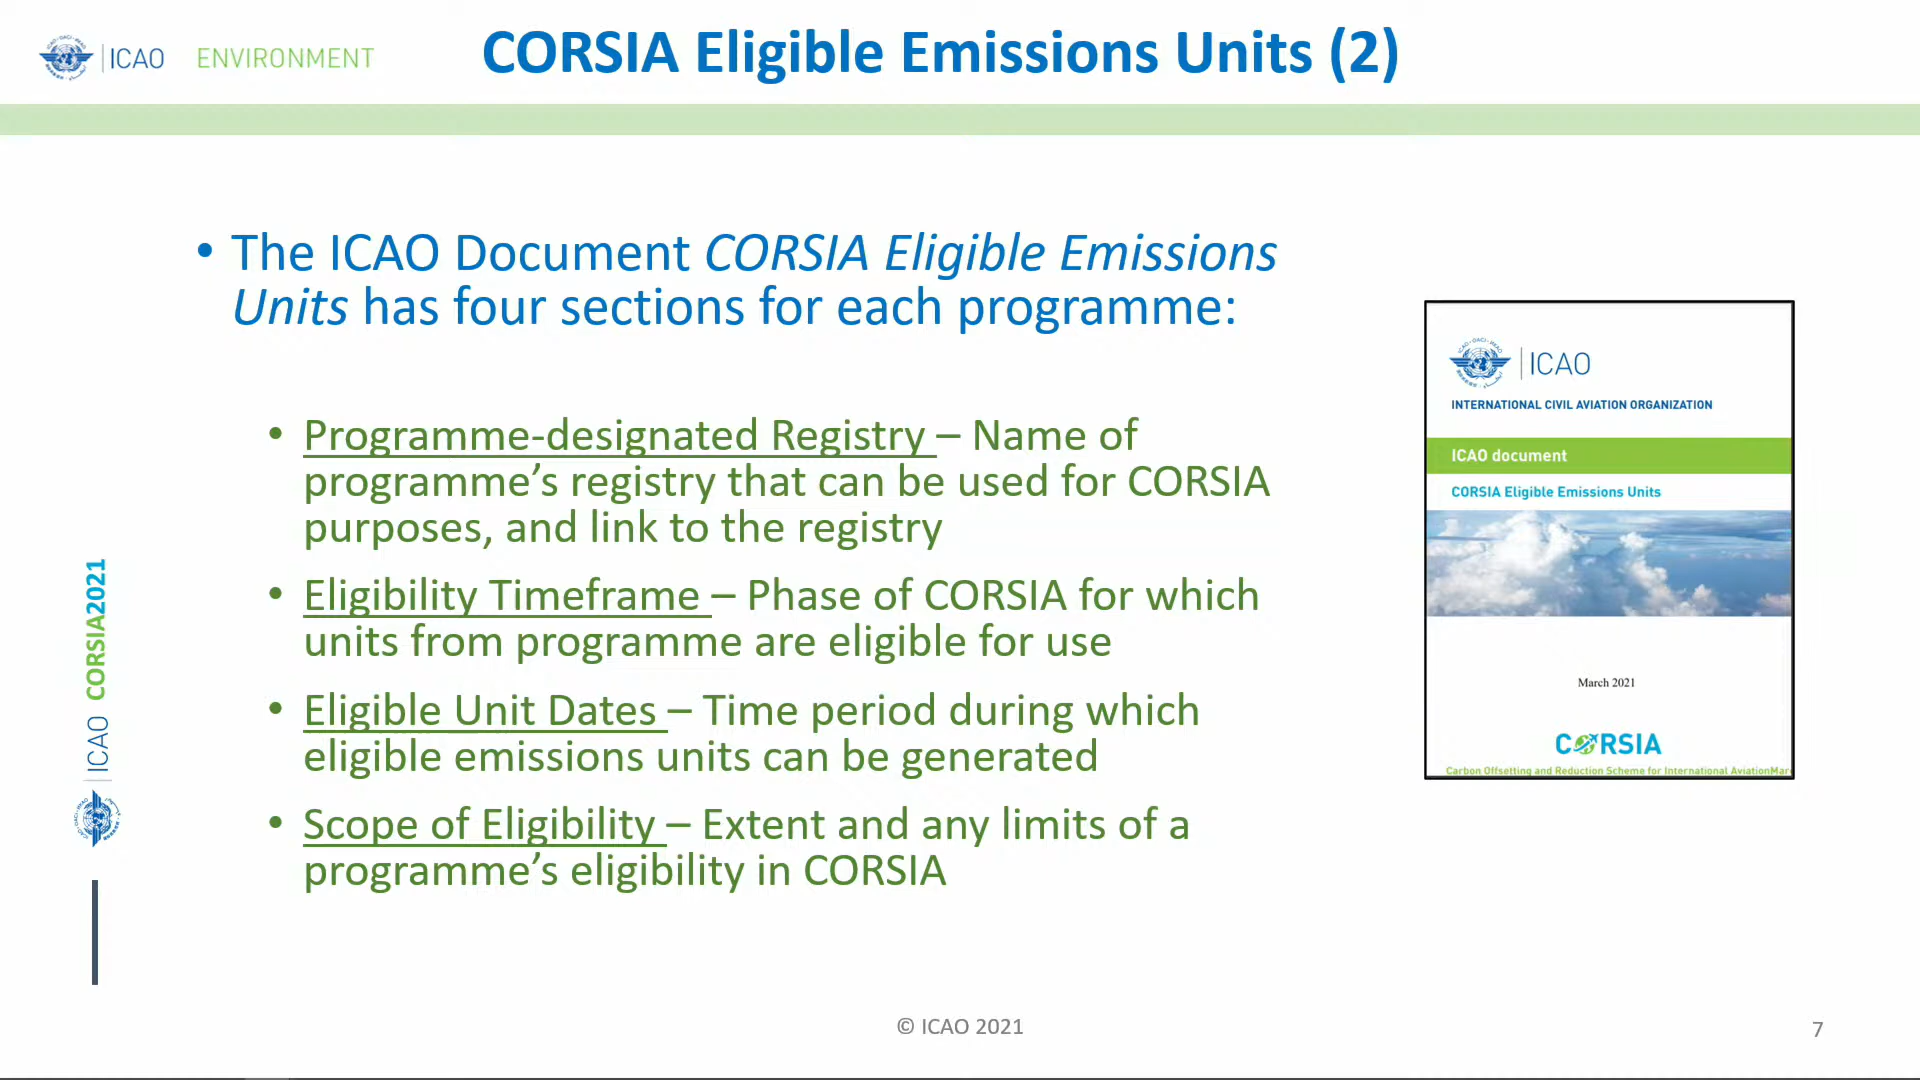 ICAO ENVIRONMENT
CORSIA Eligible Emissions Units (2)
• The ICAO Document CORSIA Eligible Emissions
Units has four sections for each programme:
• Programme-designated Registry – Name of
programme’s registry that can be used for CORSIA
purposes, and link to the registry
• Eligibility Timeframe – Phase of CORSIA for which
units from programme are eligible for use
• Eligible Unit Dates – Time period during which
eligible emissions units can be generated
• Scope of Eligibility – Extent and any limits of a
programme’s eligibility in CORSIA
ICAO
INTERNATIONAL CIVIL AVIATION ORGANIZATION
ICAO document
CORSIA Eligible Emissions Units
March 2021
CORSIA
Carbon Offsetting and Reduction Scheme for International AviationMar
ICAO CORSIA2021
© ICAO 2021
7